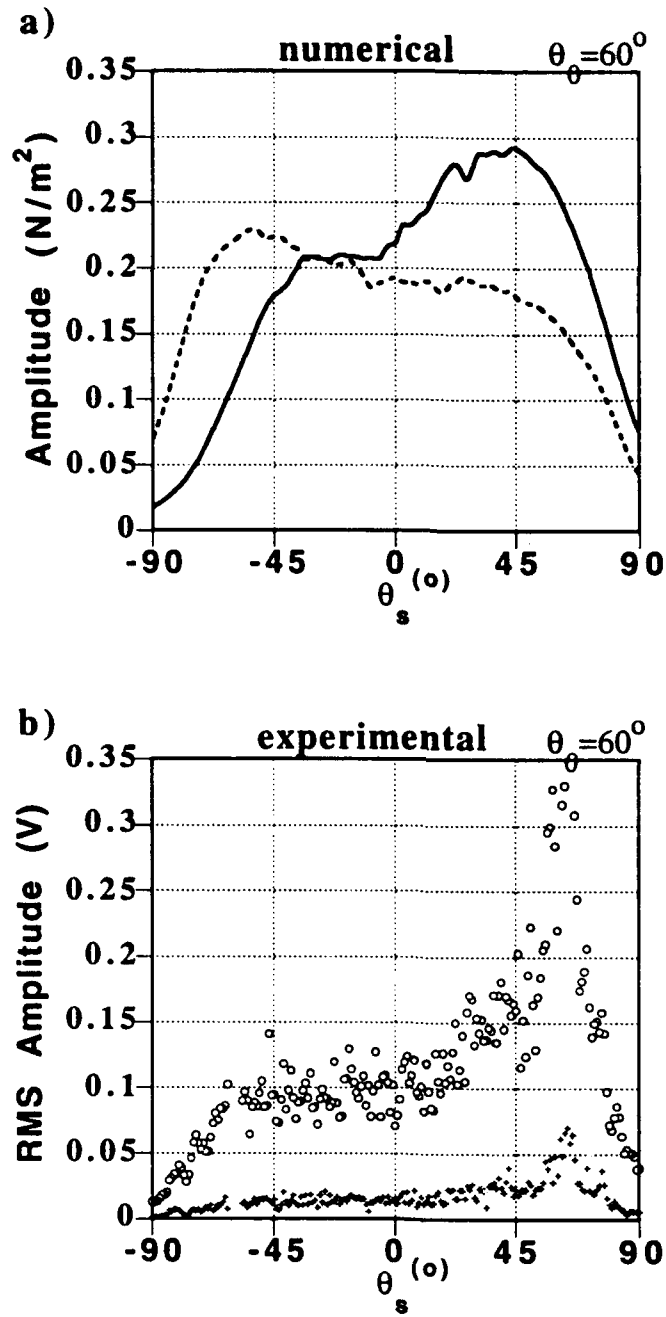 a)
numerical θ₀=60°
0.35
0.3
0.25
0.2
0.15
0.1
0.05
0
Amplitude (N/m²)
-90 -45 0 45 90
θₛ (o)
b)
experimental θ₀=60°
0.35
0.3
0.25
0.2
0.15
0.1
0.05
0
RMS Amplitude (V)
-90 -45 0 45 90
θₛ (o)